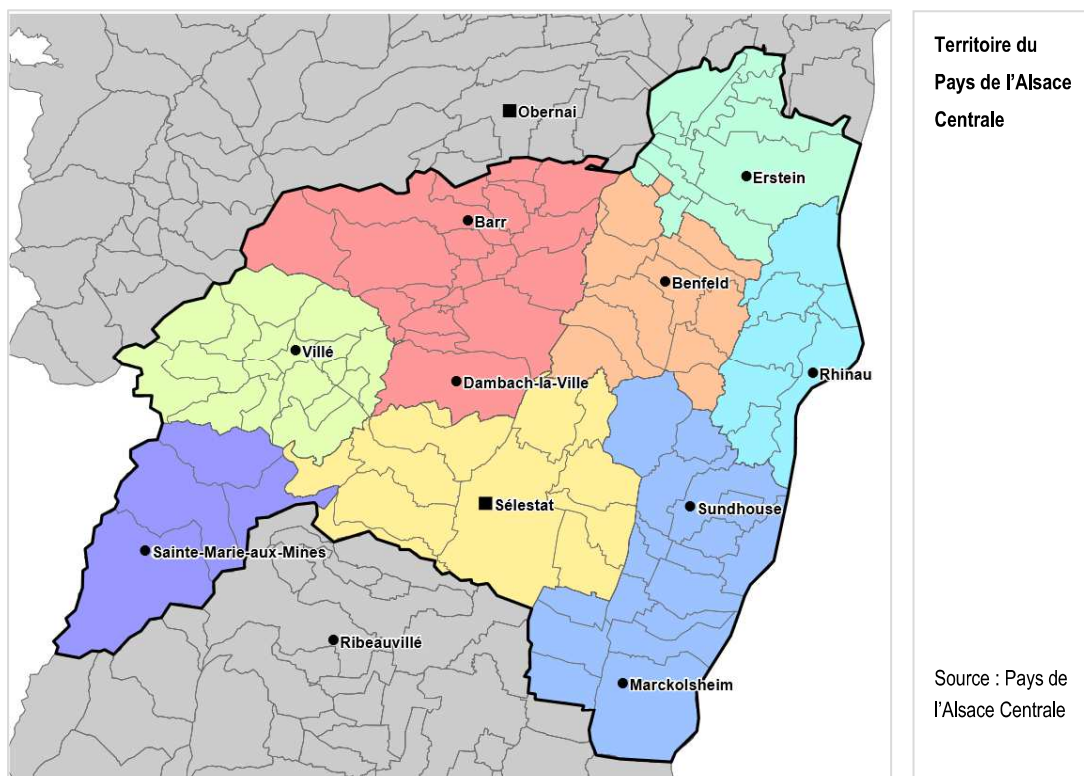 Obernai
Erstein
Barr
Benfeld
Villé
Rhinau
Dambach-la-Ville
Sélestat
Sundhouse
Sainte-Marie-aux-Mines
Ribeauvillé
Marckolsheim
Territoire du
Pays de l'Alsace
Centrale
Source : Pays de
l'Alsace Centrale